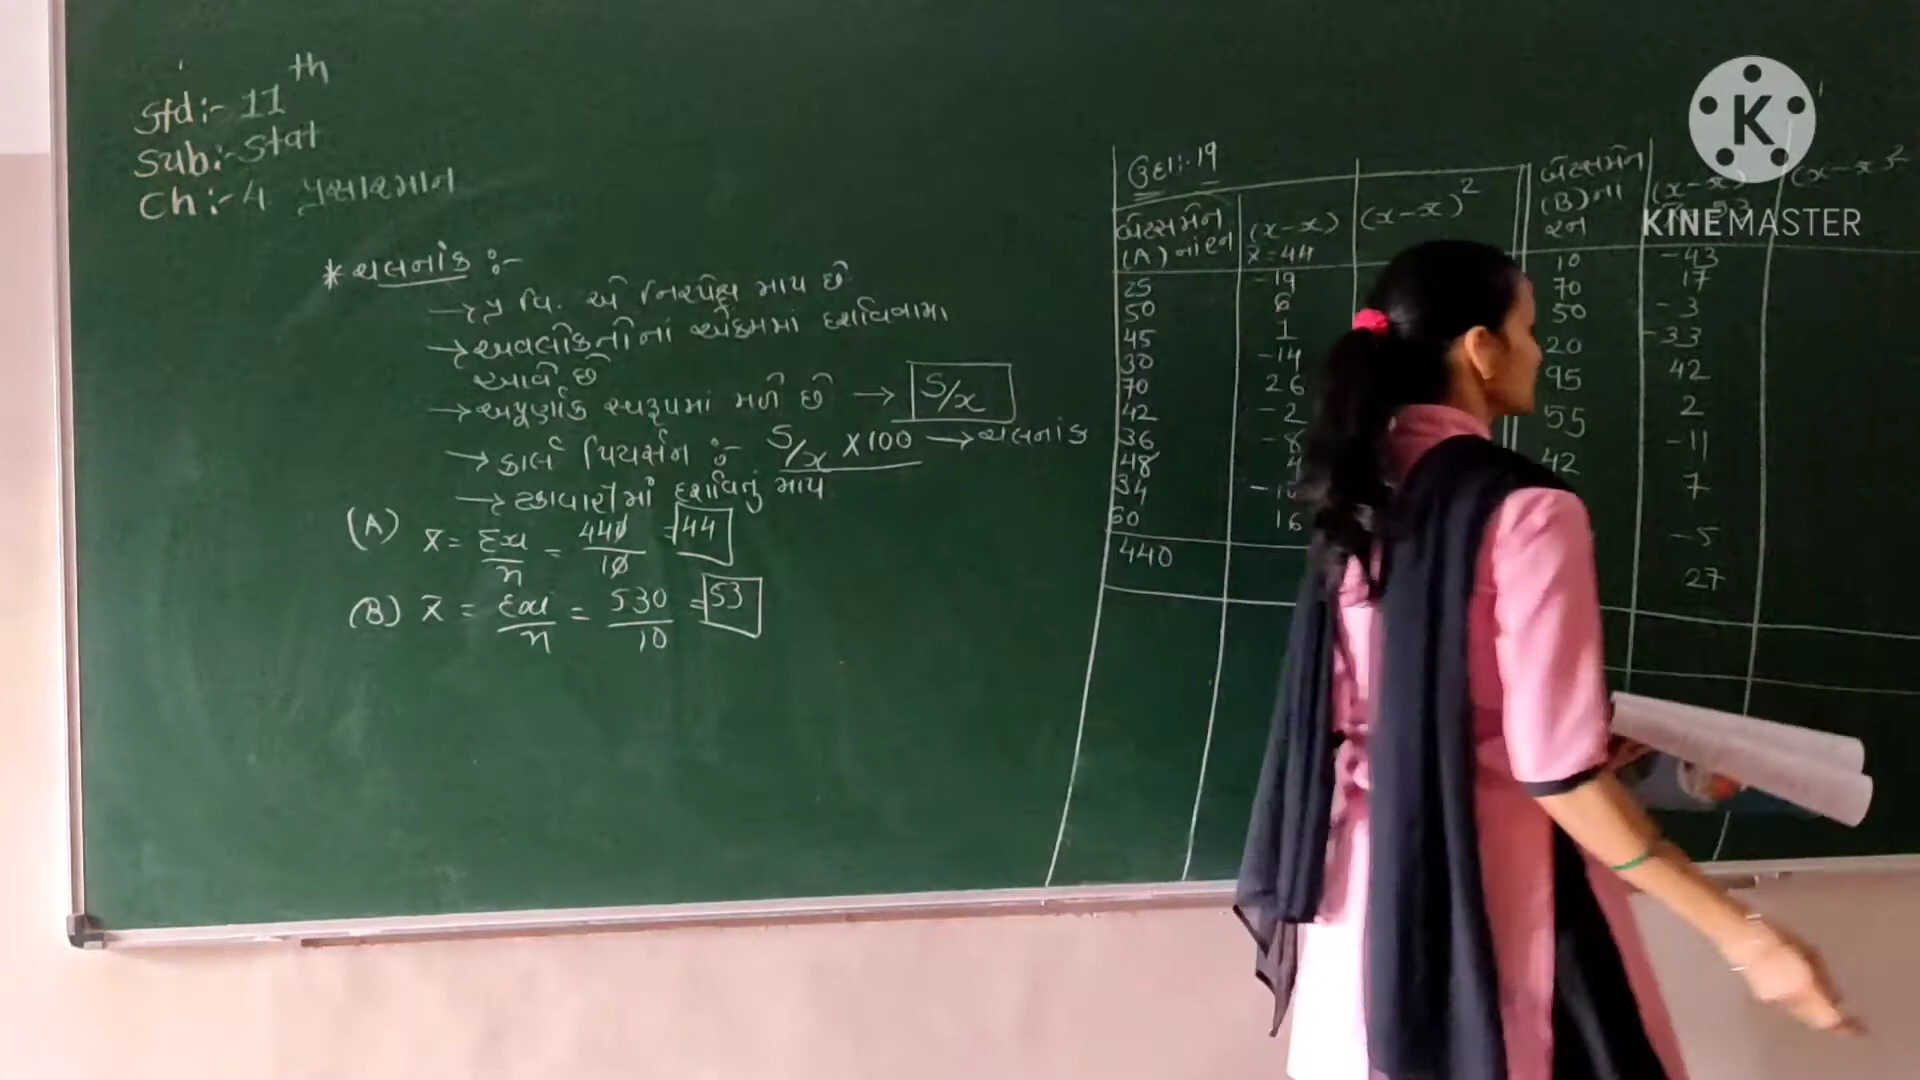 Std:- 11th
Sub:- Stat
Ch:- 4 પ્રસારમાન
* ચલનાંક :-
→ પ્ર.વિ. એ નિરપેક્ષ માપ છે
→ અવલોકનોનાં એકમમાં દર્શાવવામાં
આવે છે
→ અપૂર્ણાંક સ્વરૂપમાં મળે છે → S/x
→ કાર્લ પિયર્સન :- S/x × 100 → ચલનાંક
→ ટકાવારીમાં દર્શાવતું માપ
(A) x̄ = Σxi/n = 440/10 = 44
(B) x̄ = Σxi/n = 530/10 = 53
ઉદા:- 19
બેટ્સમેન (A) નાં રન
(x-x̄) x̄=44
(x-x̄)²
25 -19
50 6
45 1
30 -14
70 26
42 -2
36 -8
48 4
34
60 16
440
બેટ્સમેન (B) ના રન
(x-x̄)
(x-x̄)²
10 -43
70 17
50 -3
20 -33
95 42
55 2
42 -11
7
-5
27
K
KINEMASTER